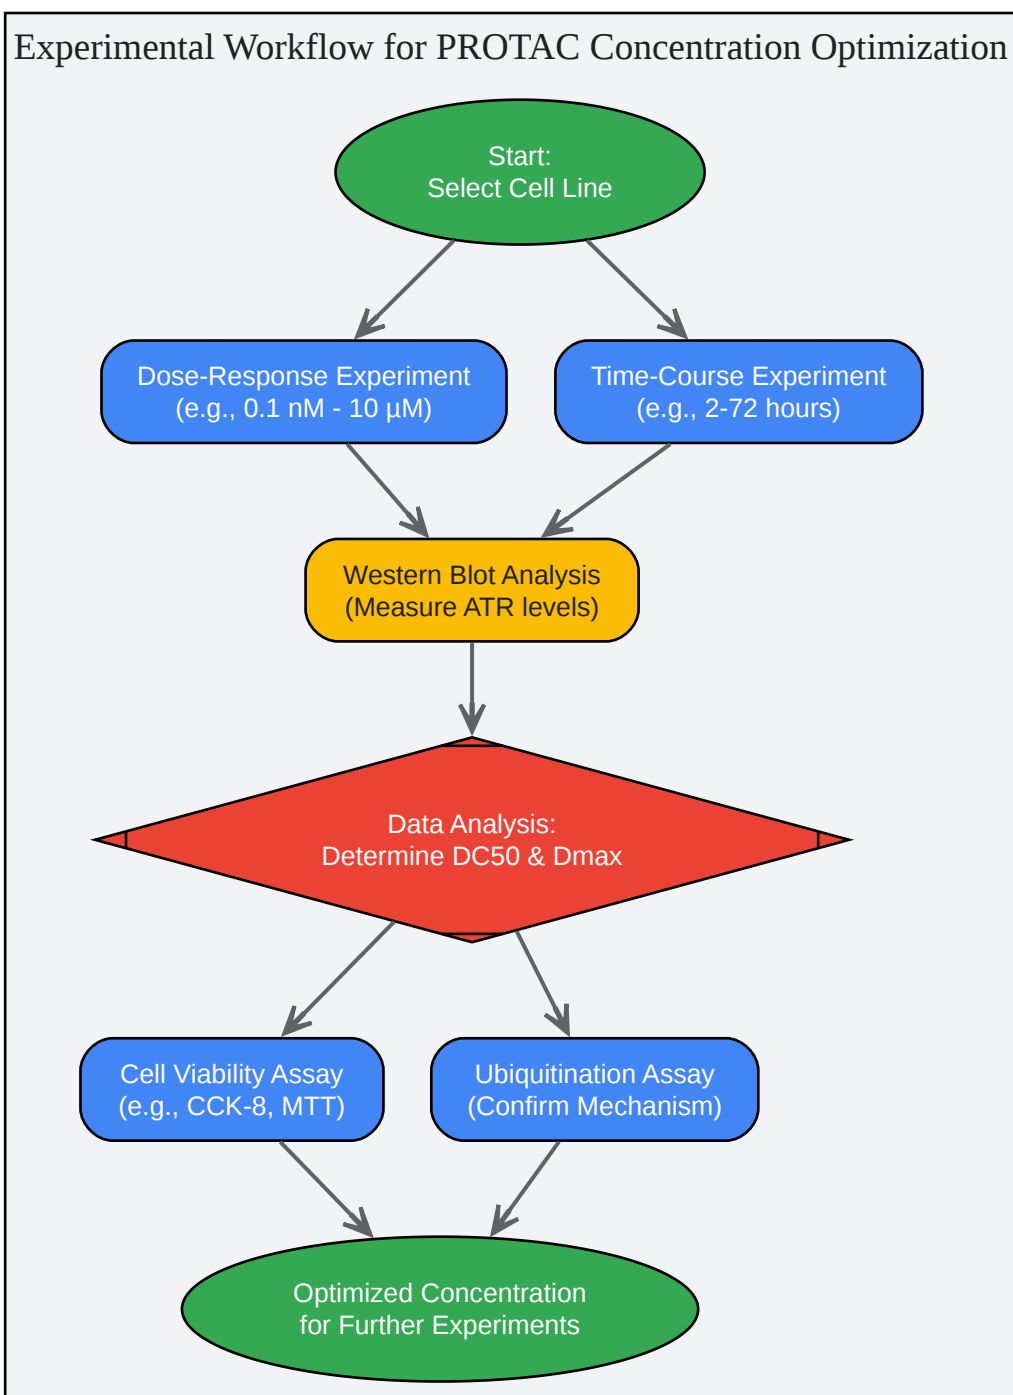 Experimental Workflow for PROTAC Concentration Optimization
Start:
Select Cell Line
Dose-Response Experiment
(e.g., 0.1 nM - 10 µM)
Time-Course Experiment
(e.g., 2-72 hours)
Western Blot Analysis
(Measure ATR levels)
Data Analysis:
Determine DC50 & Dmax
Cell Viability Assay
(e.g., CCK-8, MTT)
Ubiquitination Assay
(Confirm Mechanism)
Optimized Concentration
for Further Experiments